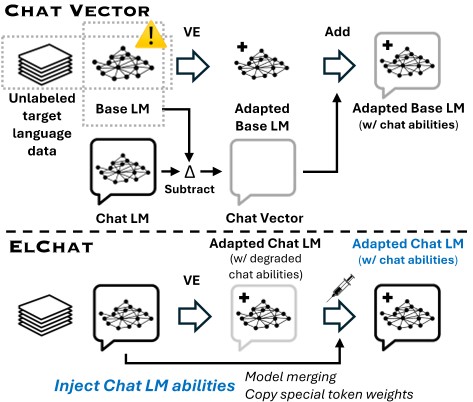 CHAT VECTOR
!
VE
Add
Unlabeled
target
language
data
Base LM
Adapted
Base LM
Adapted Base LM
(w/ chat abilities)
Δ
Subtract
Chat LM
Chat Vector
ELCHAT
Adapted Chat LM
(w/ degraded
chat abilities)
Adapted Chat LM
(w/ chat abilities)
VE
Inject Chat LM abilities
Model merging
Copy special token weights